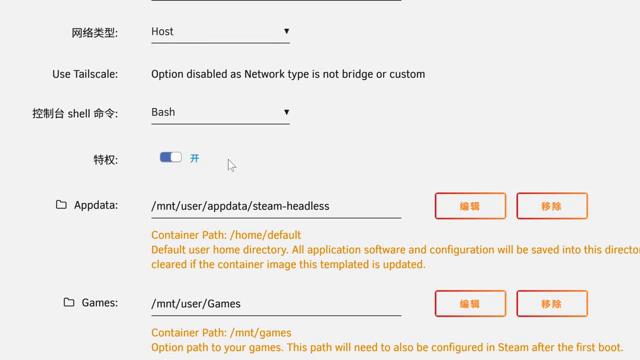 网络类型: Host
Use Tailscale: Option disabled as Network type is not bridge or custom
控制台 shell 命令: Bash
特权: 开
Appdata: /mnt/user/appdata/steam-headless 编辑 移除
Container Path: /home/default
Default user home directory. All application software and configuration will be saved into this
cleared if the container image this templated is updated.
Games: /mnt/user/Games 编辑 移除
Container Path: /mnt/games
Option path to your games. This path will need to also be configured in Steam after the first boot.